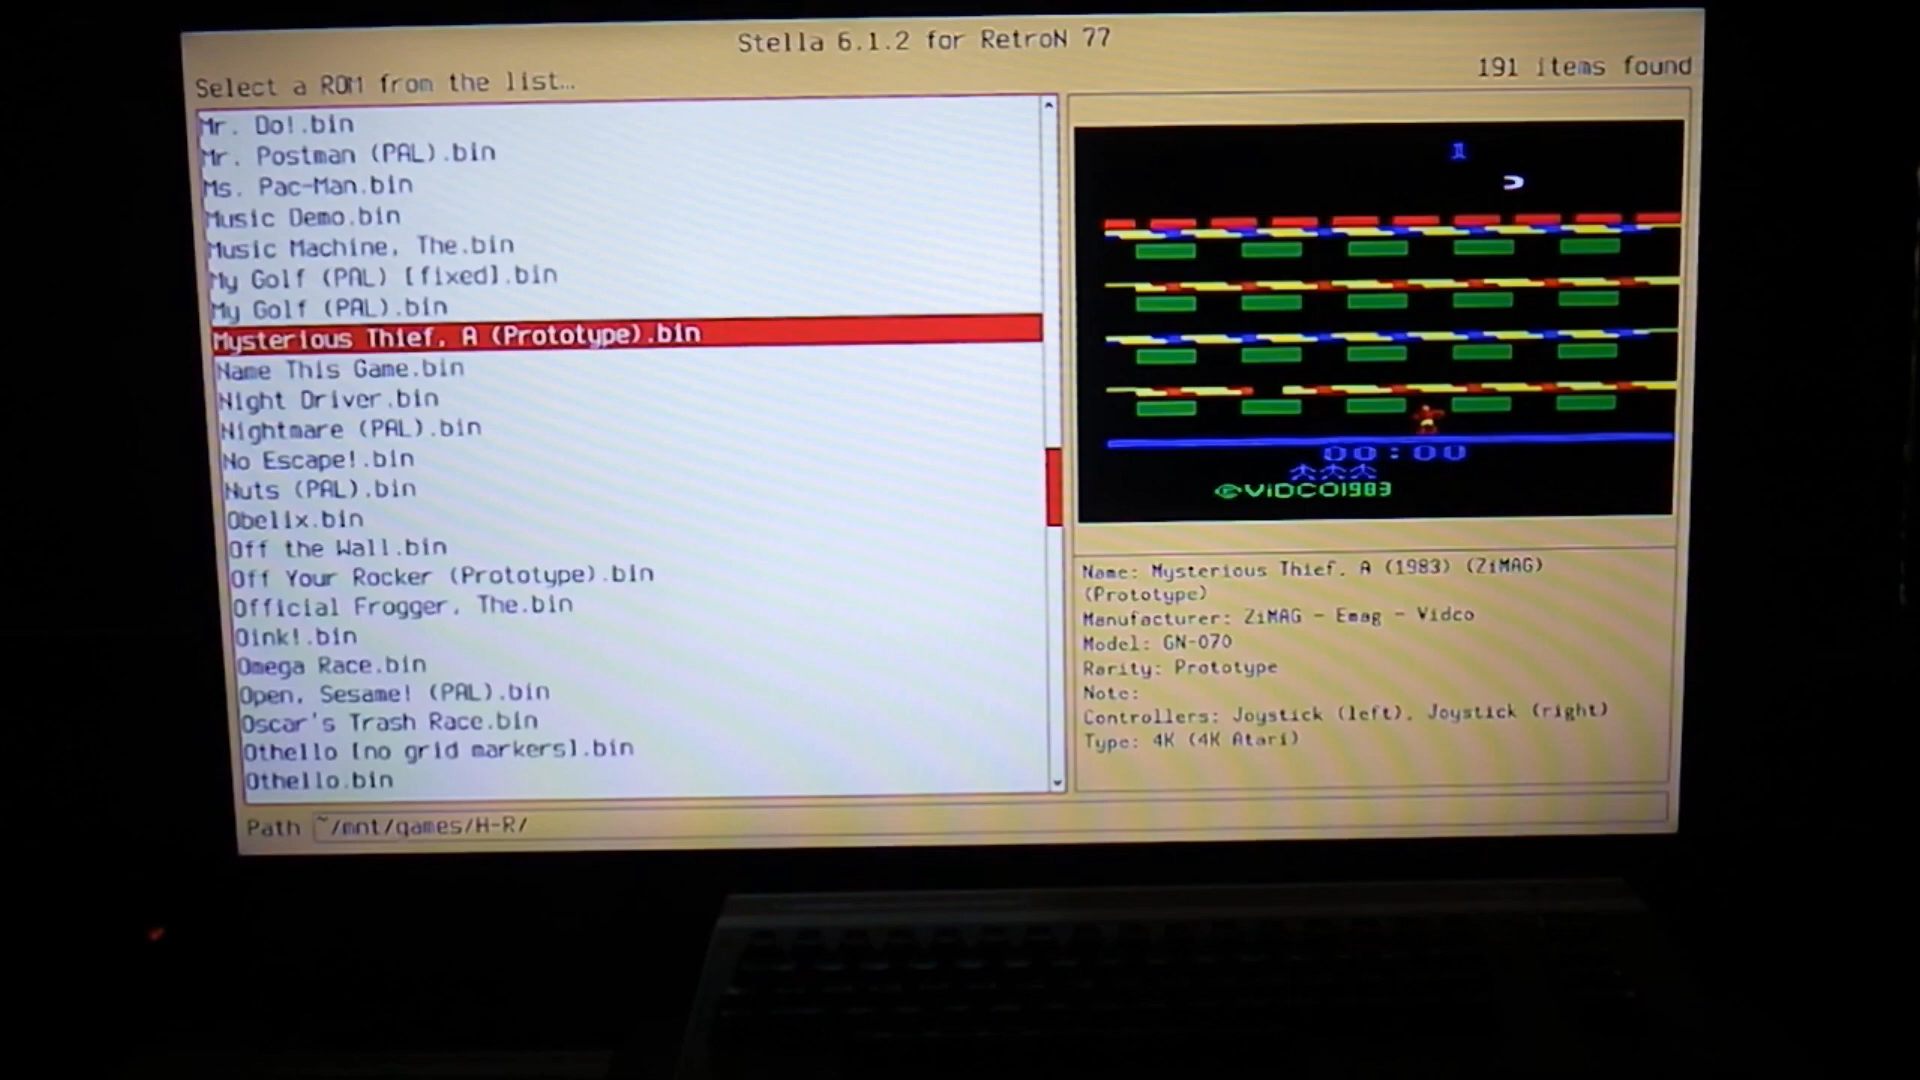 Stella 6.1.2 for RetroN 77
Select a ROM from the list...
191 items found
Mr. Do!.bin
Mr. Postman (PAL).bin
Ms. Pac-Man.bin
Music Demo.bin
Music Machine, The.bin
My Golf (PAL) [fixed].bin
My Golf (PAL).bin
Mysterious Thief, A (Prototype).bin
Name This Game.bin
Night Driver.bin
Nightmare (PAL).bin
No Escape!.bin
Nuts (PAL).bin
Obelix.bin
Off the Wall.bin
Off Your Rocker (Prototype).bin
Official Frogger, The.bin
Oink!.bin
Omega Race.bin
Open, Sesame! (PAL).bin
Oscar's Trash Race.bin
Othello [no grid markers].bin
Othello.bin
Path ~/mnt/games/H-R/
1
00:00
©ViDCO1983
Name: Mysterious Thief, A (1983) (ZiMAG)
(Prototype)
Manufacturer: ZiMAG - Emag - Vidco
Model: GN-070
Rarity: Prototype
Note:
Controllers: Joystick (left), Joystick (right)
Type: 4K (4K Atari)